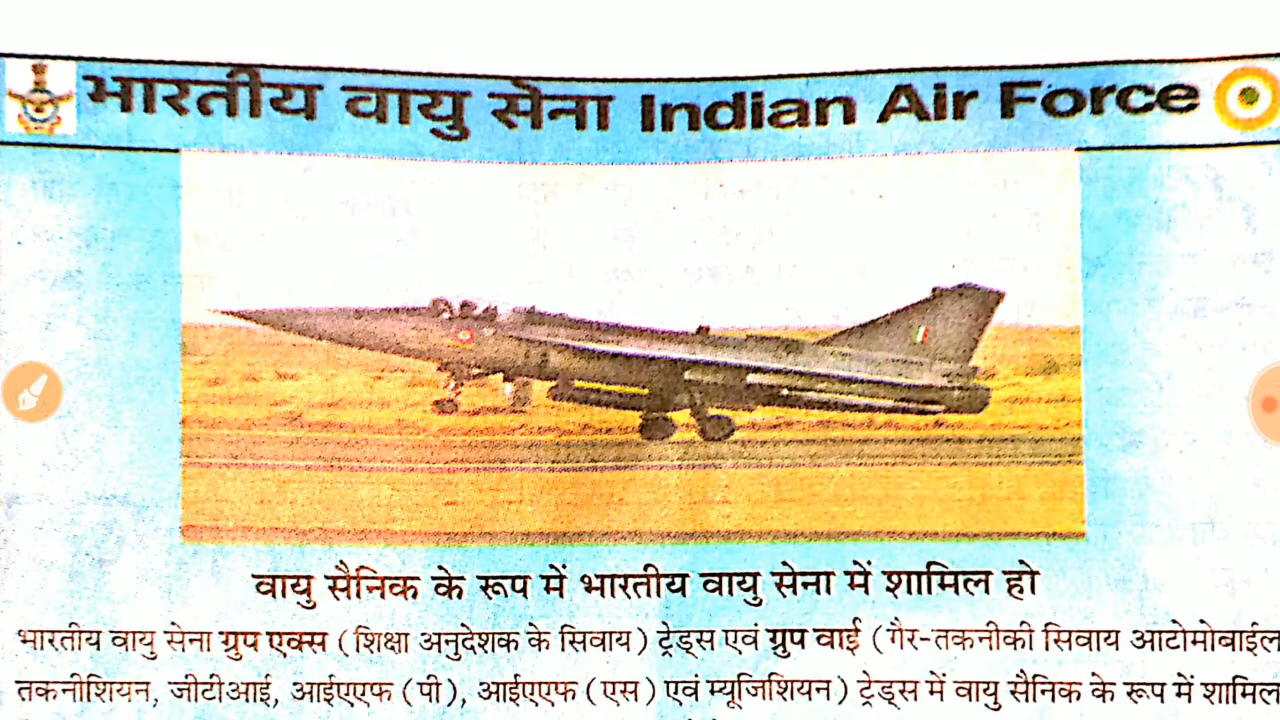 भारतीय वायु सेना Indian Air Force
वायु सैनिक के रूप में भारतीय वायु सेना में शामिल हो
भारतीय वायु सेना ग्रुप एक्स (शिक्षा अनुदेशक के सिवाय) ट्रेड्स एवं ग्रुप वाई (गैर-तकनीकी सिवाय आटोमोबाईल
तकनीशियन, जीटीआई, आईएएफ (पी), आईएएफ (एस) एवं म्यूजिशियन) ट्रेड्स में वायु सैनिक के रूप में शामिल